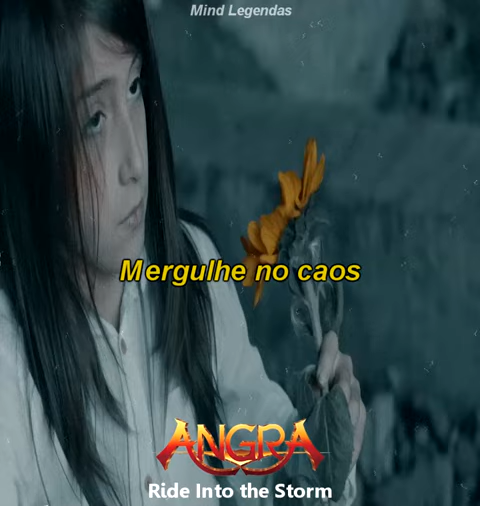 Mind Legendas
Mergulhe no caos
ANGRA
Ride Into the Storm